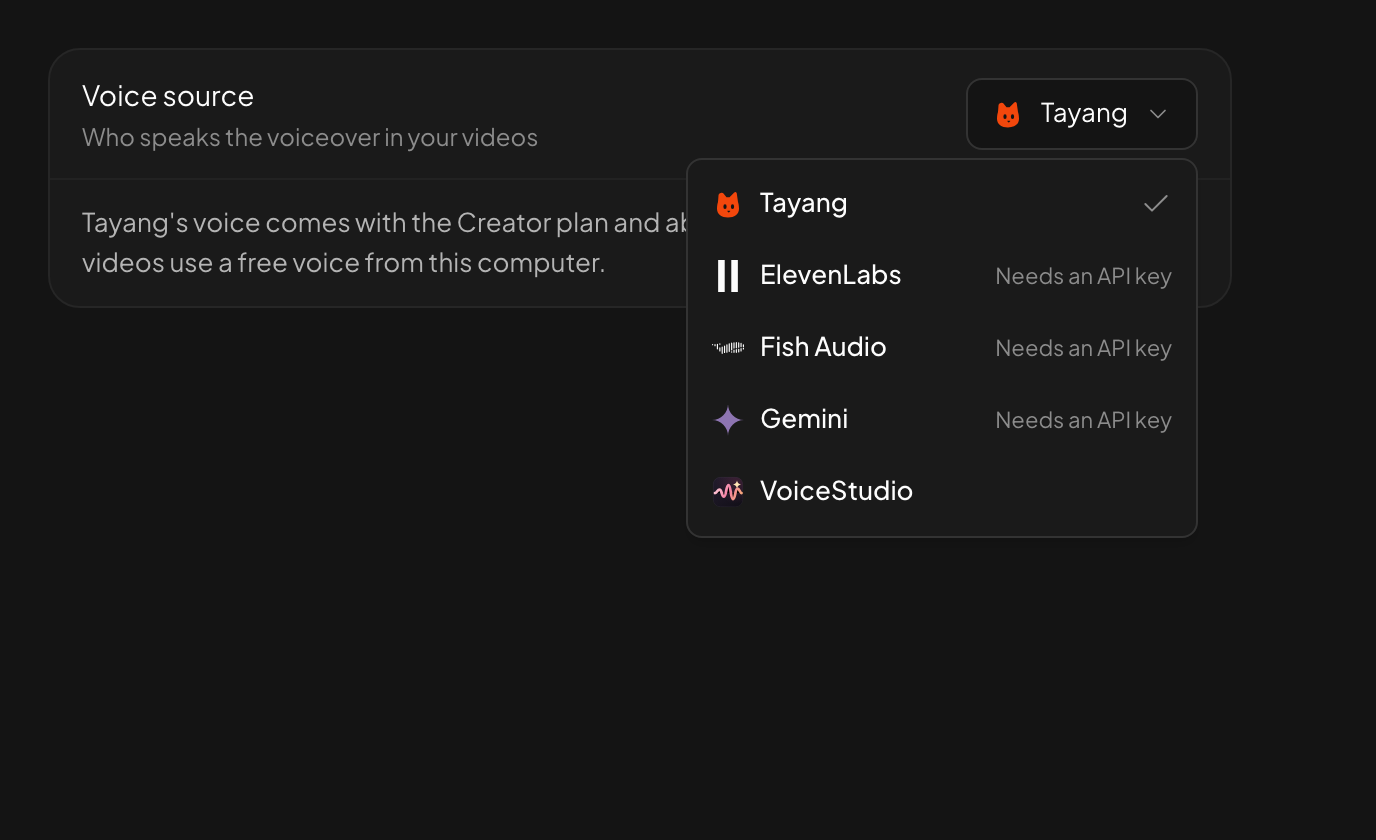 Voice source
Who speaks the voiceover in your videos
Tayang
Tayang's voice comes with the Creator plan and
videos use a free voice from this computer.
Tayang
ElevenLabs Needs an API key
Fish Audio Needs an API key
Gemini Needs an API key
VoiceStudio